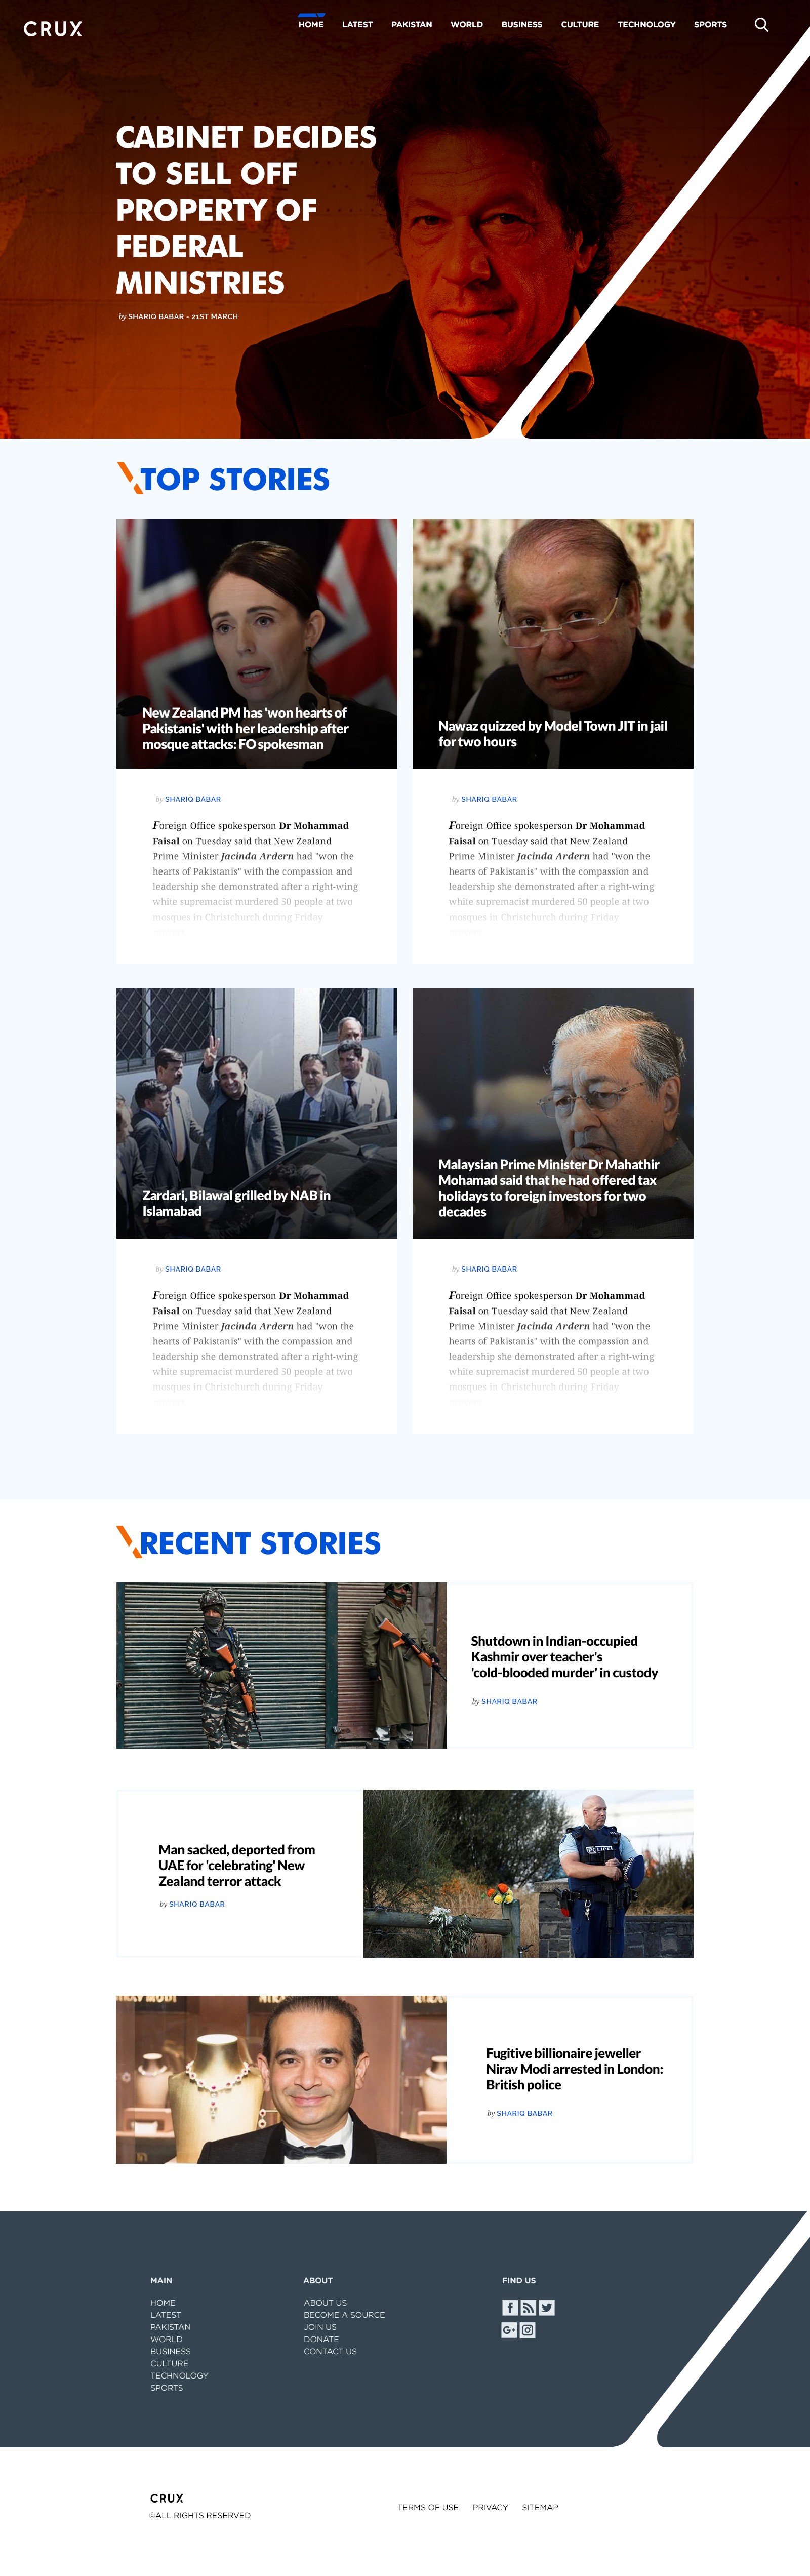 CRUX
HOME LATEST PAKISTAN WORLD BUSINESS CULTURE TECHNOLOGY SPORTS
CABINET DECIDES
TO SELL OFF
PROPERTY OF
FEDERAL
MINISTRIES
by SHARIQ BABAR - 21ST MARCH
TOP STORIES
New Zealand PM has 'won hearts of
Pakistanis' with her leadership after
mosque attacks: FO spokesman
by SHARIQ BABAR
Foreign Office spokesperson Dr Mohammad
Faisal on Tuesday said that New Zealand
Prime Minister Jacinda Ardern had "won the
hearts of Pakistanis" with the compassion and
leadership she demonstrated after a right-wing
white supremacist murdered 50 people at two
mosques in Christchurch during Friday
Nawaz quizzed by Model Town JIT in jail
for two hours
by SHARIQ BABAR
Foreign Office spokesperson Dr Mohammad
Faisal on Tuesday said that New Zealand
Prime Minister Jacinda Ardern had "won the
hearts of Pakistanis" with the compassion and
leadership she demonstrated after a right-wing
white supremacist murdered 50 people at two
mosques in Christchurch during Friday
Zardari, Bilawal grilled by NAB in
Islamabad
by SHARIQ BABAR
Foreign Office spokesperson Dr Mohammad
Faisal on Tuesday said that New Zealand
Prime Minister Jacinda Ardern had "won the
hearts of Pakistanis" with the compassion and
leadership she demonstrated after a right-wing
white supremacist murdered 50 people at two
mosques in Christchurch during Friday
Malaysian Prime Minister Dr Mahathir
Mohamad said that he had offered tax
holidays to foreign investors for two
decades
by SHARIQ BABAR
Foreign Office spokesperson Dr Mohammad
Faisal on Tuesday said that New Zealand
Prime Minister Jacinda Ardern had "won the
hearts of Pakistanis" with the compassion and
leadership she demonstrated after a right-wing
white supremacist murdered 50 people at two
mosques in Christchurch during Friday
RECENT STORIES
Shutdown in Indian-occupied
Kashmir over teacher's
'cold-blooded murder' in custody
by SHARIQ BABAR
Man sacked, deported from
UAE for 'celebrating' New
Zealand terror attack
by SHARIQ BABAR
Fugitive billionaire jeweller
Nirav Modi arrested in London:
British police
by SHARIQ BABAR
MAIN
HOME
LATEST
PAKISTAN
WORLD
BUSINESS
CULTURE
TECHNOLOGY
SPORTS
ABOUT
ABOUT US
BECOME A SOURCE
JOIN US
DONATE
CONTACT US
FIND US
CRUX
©ALL RIGHTS RESERVED
TERMS OF USE PRIVACY SITEMAP